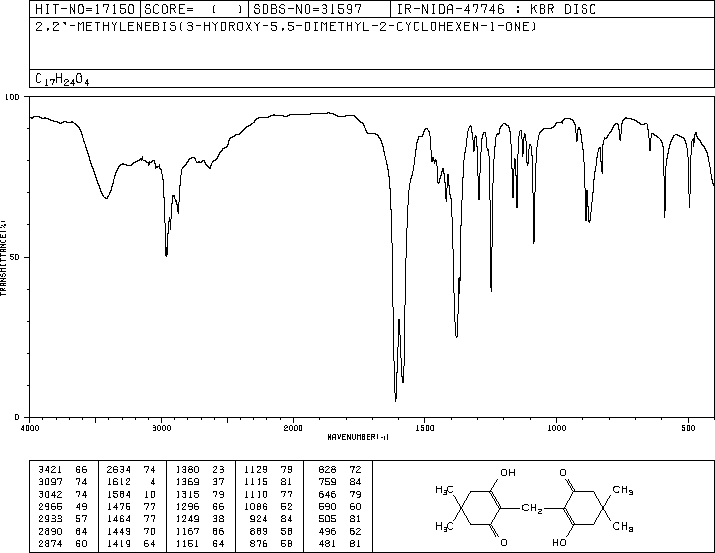 HIT-NO=17150 SCORE= ( ) SDBS-NO=31597 IR-NIDA-47746 : KBR DISC
2,2'-METHYLENEBIS(3-HYDROXY-5,5-DIMETHYL-2-CYCLOHEXEN-1-ONE)
C17H24O4
100
50
0
TRANSMITTANCE(%)
4000 3000 2000 1500 1000 500
WAVENUMBER(-1)
3421 66 2634 74 1380 23 1129 79 828 72
3097 74 1612 4 1369 37 1115 81 759 84
3042 74 1584 10 1315 79 1110 77 646 79
2965 49 1475 77 1296 66 1086 52 590 60
2933 57 1464 77 1249 38 924 84 505 81
2890 64 1449 70 1167 66 889 58 496 62
2874 60 1419 64 1151 64 876 58 481 81
OH O
H3C CH3
H3C CH2 CH3
O HO